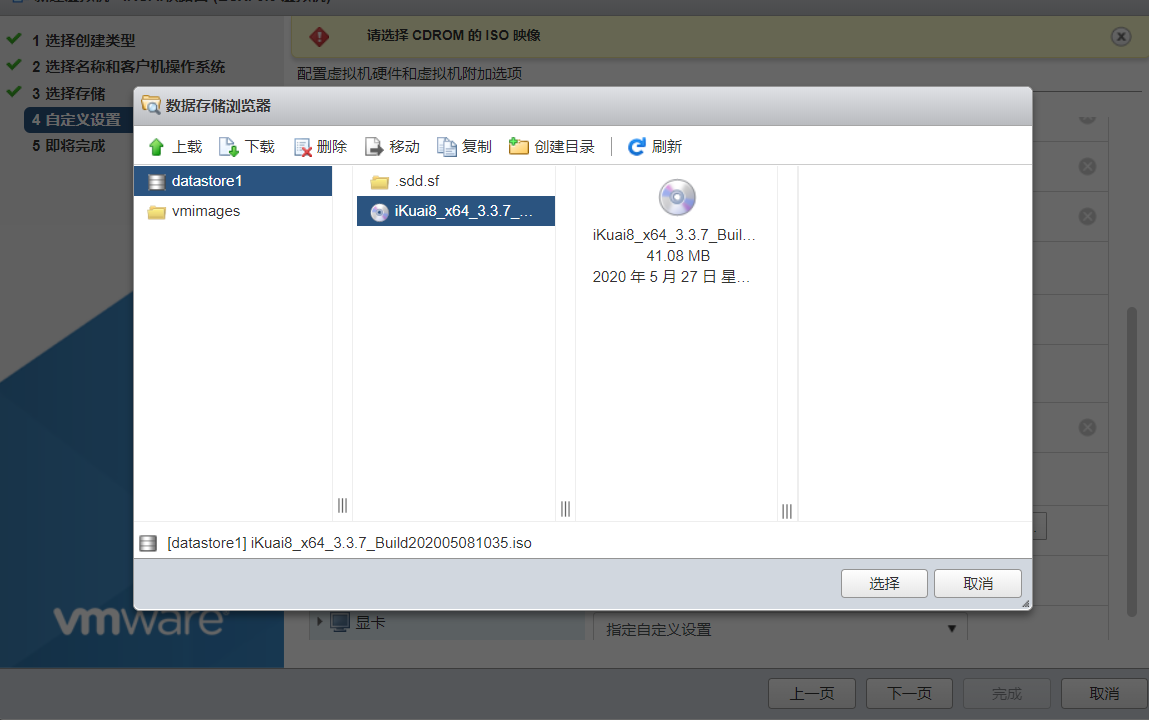 请选择 CDROM 的 ISO 映像
1 选择创建类型
2 选择名称和客户机操作系统
3 选择存储
4 自定义设置
5 即将完成
配置虚拟机硬件和虚拟机附加选项
数据存储浏览器
上载 下载 删除 移动 复制 创建目录 刷新
datastore1
vmimages
.sdd.sf
iKuai8_x64_3.3.7_...
iKuai8_x64_3.3.7_Buil...
41.08 MB
2020 年 5 月 27 日 星...
[datastore1] iKuai8_x64_3.3.7_Build202005081035.iso
选择 取消
vmware
显卡
指定自定义设置
上一页 下一页 完成 取消